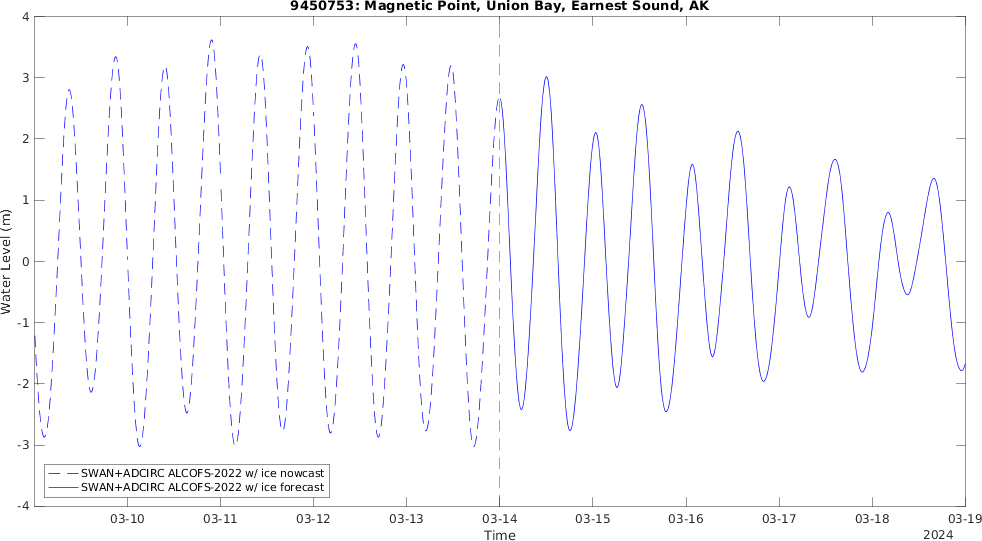 9450753: Magnetic Point, Union Bay, Earnest Sound, AK
4
3
2
1
0
-1
-2
-3
-4
Water Level (m)
SWAN+ADCIRC ALCOFS-2022 w/ ice nowcast
SWAN+ADCIRC ALCOFS-2022 w/ ice forecast
03-10 03-11 03-12 03-13 03-14 03-15 03-16 03-17 03-18 03-19
Time
2024